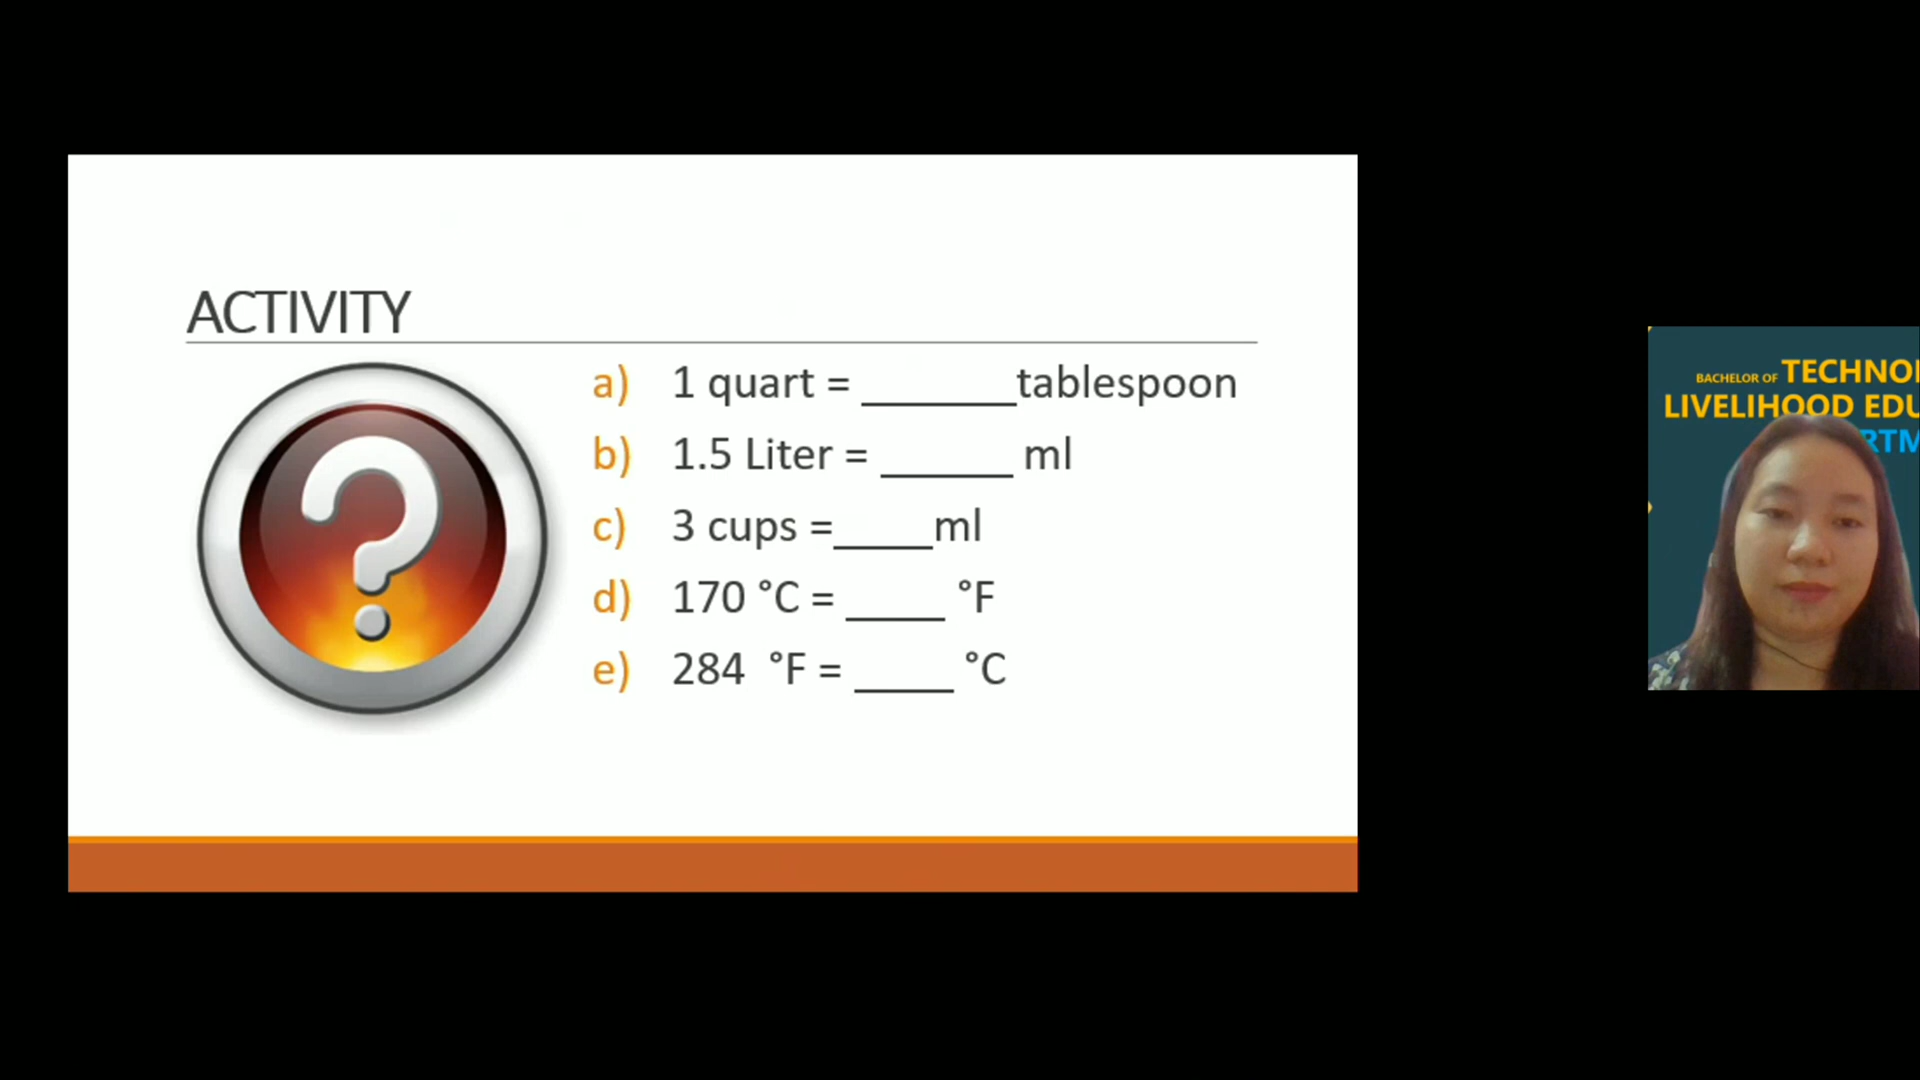 ACTIVITY
a) 1 quart = _______tablespoon
b) 1.5 Liter = ______ ml
c) 3 cups =_____ml
d) 170 °C = _____ °F
e) 284 °F = _____ °C
BACHELOR OF TECHNO
LIVELIHOOD EDU
RTM